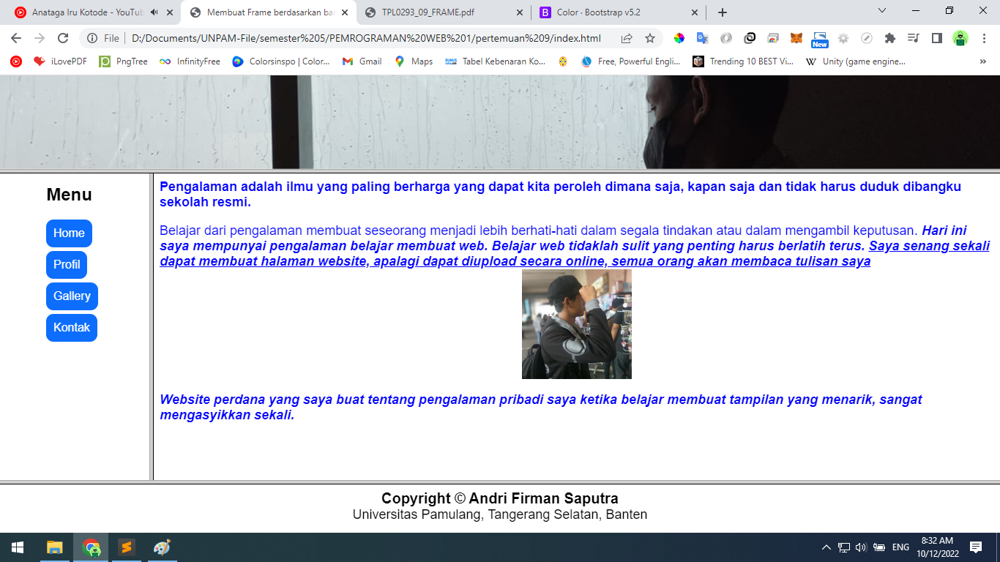 Anataga Iru Kotode - YouTub
Membuat Frame berdasarkan bar
TPL0293_09_FRAME.pdf
Color · Bootstrap v5.2
File
D:/Documents/UNPAM-File/semester%205/PEMROGRAMAN%20WEB%201/pertemuan%209/index.html
New
iLovePDF
PngTree
InfinityFree
Colorsinspo | Color...
Gmail
Maps
Tabel Kebenaran Ko...
Free, Powerful Engli...
Trending 10 BEST Vi...
Unity (game engine...
Menu
Home
Profil
Gallery
Kontak
Pengalaman adalah ilmu yang paling berharga yang dapat kita peroleh dimana saja, kapan saja dan tidak harus duduk dibangku
sekolah resmi.
Belajar dari pengalaman membuat seseorang menjadi lebih berhati-hati dalam segala tindakan atau dalam mengambil keputusan. Hari ini
saya mempunyai pengalaman belajar membuat web. Belajar web tidaklah sulit yang penting harus berlatih terus. Saya senang sekali
dapat membuat halaman website, apalagi dapat diupload secara online, semua orang akan membaca tulisan saya
Website perdana yang saya buat tentang pengalaman pribadi saya ketika belajar membuat tampilan yang menarik, sangat
mengasyikkan sekali.
Copyright © Andri Firman Saputra
Universitas Pamulang, Tangerang Selatan, Banten
ENG
8:32 AM
10/12/2022